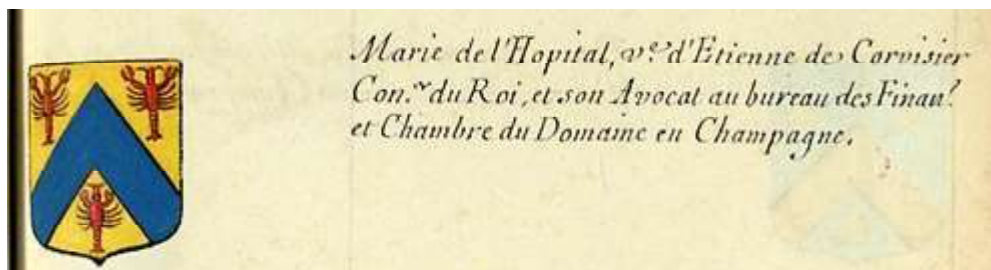 Marie de l'Hopital, v.e d'Etienne de Corvisier
Con.er du Roi, et son Avocat au bureau des Finan.s
et Chambre du Domaine en Champagne.